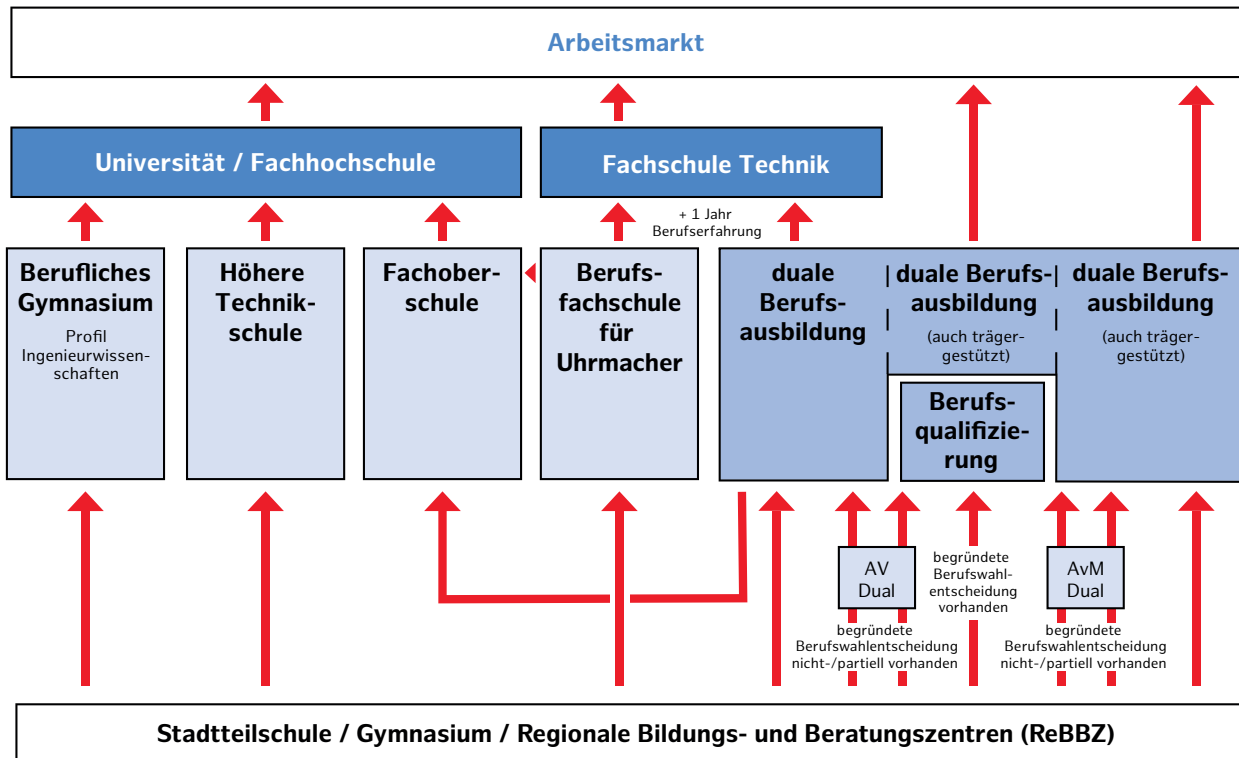 Arbeitsmarkt
Universität / Fachhochschule
Fachschule Technik
+ 1 Jahr
Berufserfahrung
Berufliches
Gymnasium
Profil
Ingenieurwissen-
schaften
Höhere
Technik-
schule
Fachober-
schule
Berufs-
fachschule
für
Uhrmacher
duale
Berufs-
ausbildung
duale Berufs-
ausbildung
(auch träger-
gestützt)
duale Berufs-
ausbildung
(auch träger-
gestützt)
Berufs-
qualifizie-
rung
AV
Dual
begründete
Berufswahl-
entscheidung
vorhanden
AvM
Dual
begründete
Berufswahlentscheidung
nicht-/partiell vorhanden
begründete
Berufswahlentscheidung
nicht-/partiell vorhanden
Stadtteilschule / Gymnasium / Regionale Bildungs- und Beratungszentren (ReBBZ)